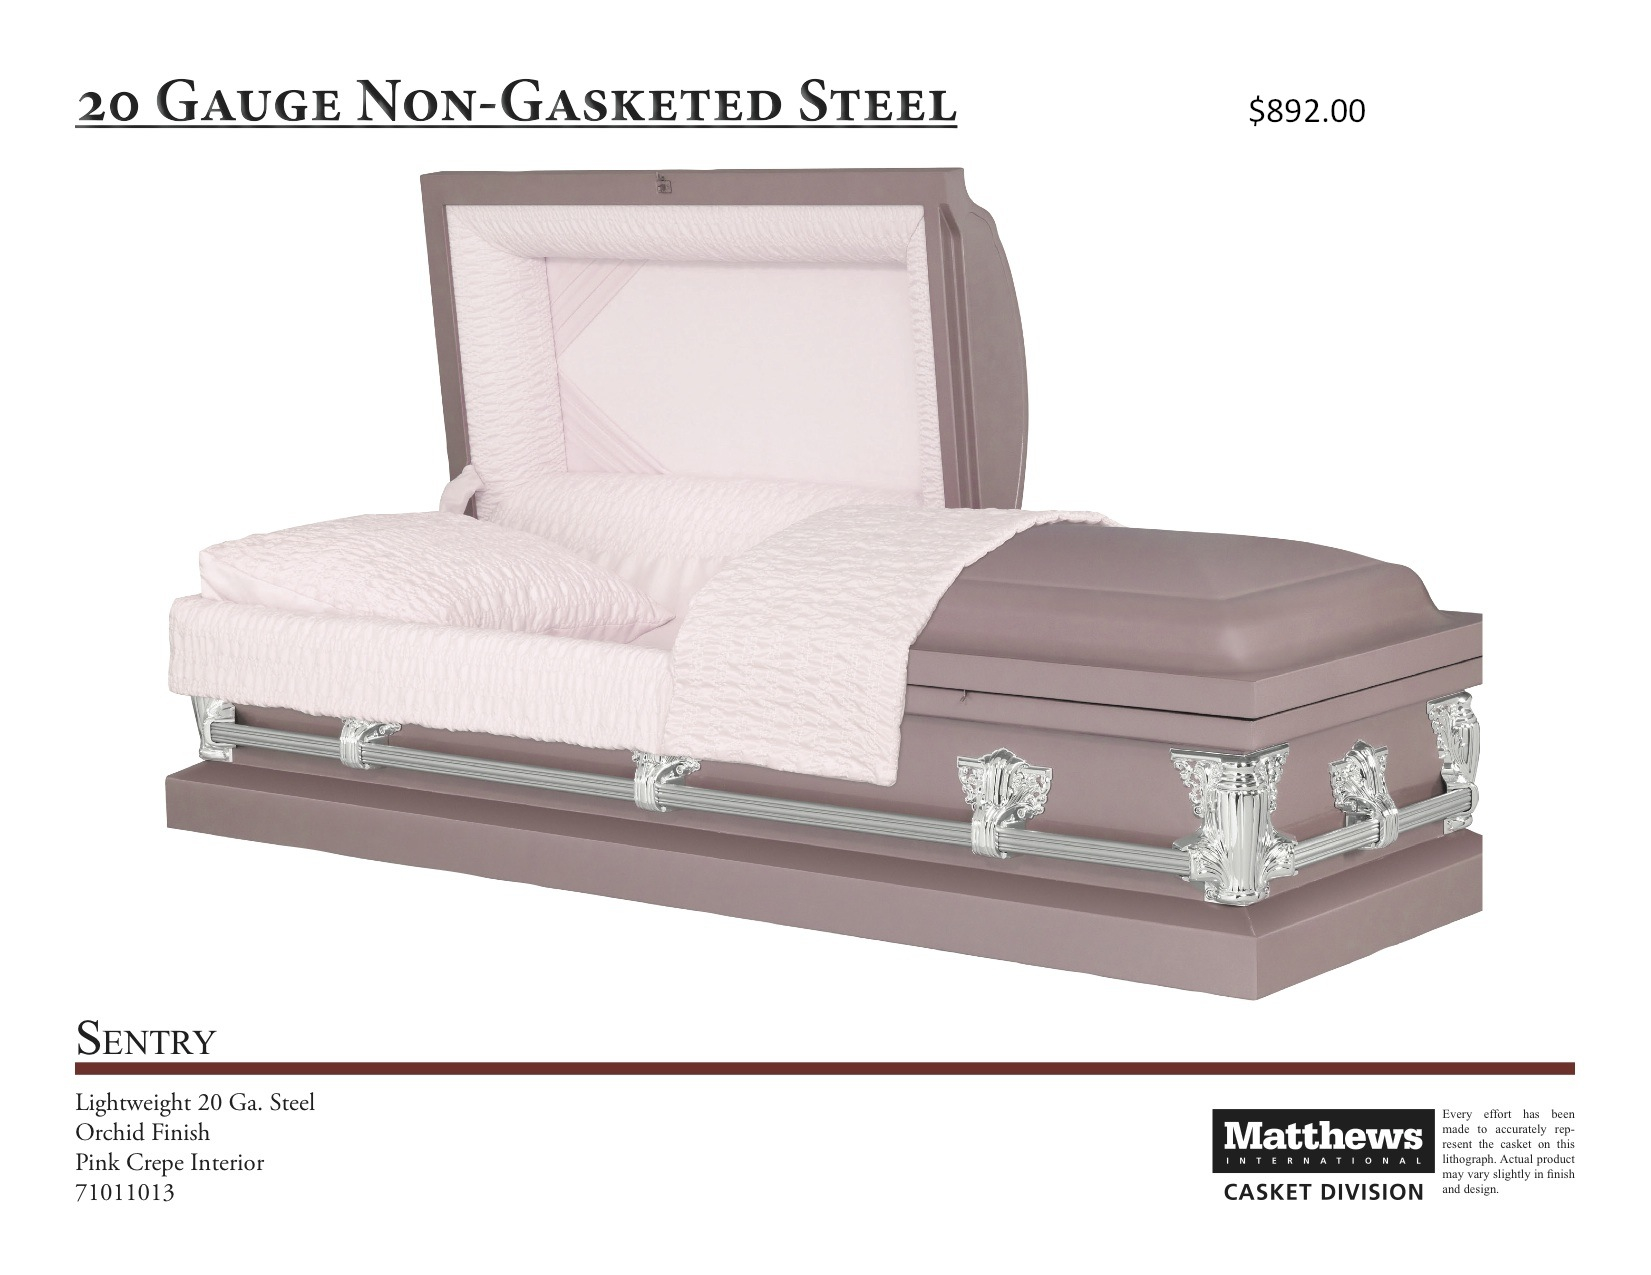 20 Gauge Non-Gasketed Steel
$892.00
Sentry
Lightweight 20 Ga. Steel
Orchid Finish
Pink Crepe Interior
71011013
Matthews
INTERNATIONAL
CASKET DIVISION
Every effort has been
made to accurately rep-
resent the casket on this
lithograph. Actual product
may vary slightly in finish
and design.